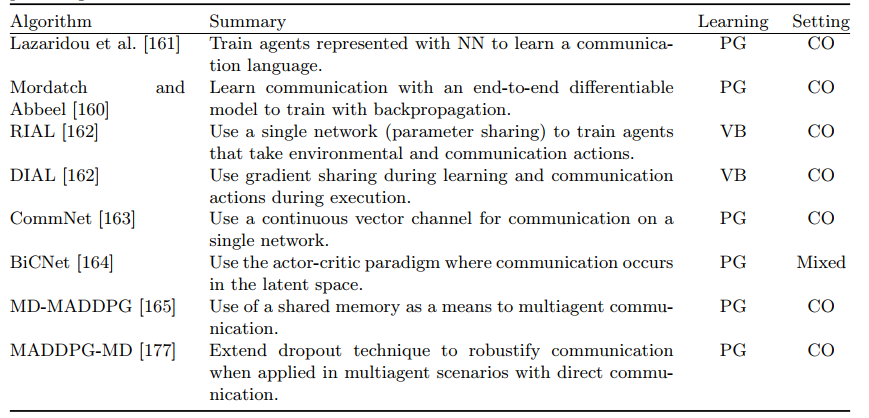 Algorithm Summary Learning Setting
Lazaridou et al. [161] Train agents represented with NN to learn a communica- PG CO
tion language.
Mordatch and Learn communication with an end-to-end differentiable PG CO
Abbeel [160] model to train with backpropagation.
RIAL [162] Use a single network (parameter sharing) to train agents VB CO
that take environmental and communication actions.
DIAL [162] Use gradient sharing during learning and communication VB CO
actions during execution.
CommNet [163] Use a continuous vector channel for communication on a PG CO
single network.
BiCNet [164] Use the actor-critic paradigm where communication occurs PG Mixed
in the latent space.
MD-MADDPG [165] Use of a shared memory as a means to multiagent commu- PG CO
nication.
MADDPG-MD [177] Extend dropout technique to robustify communication PG CO
when applied in multiagent scenarios with direct commu-
nication.